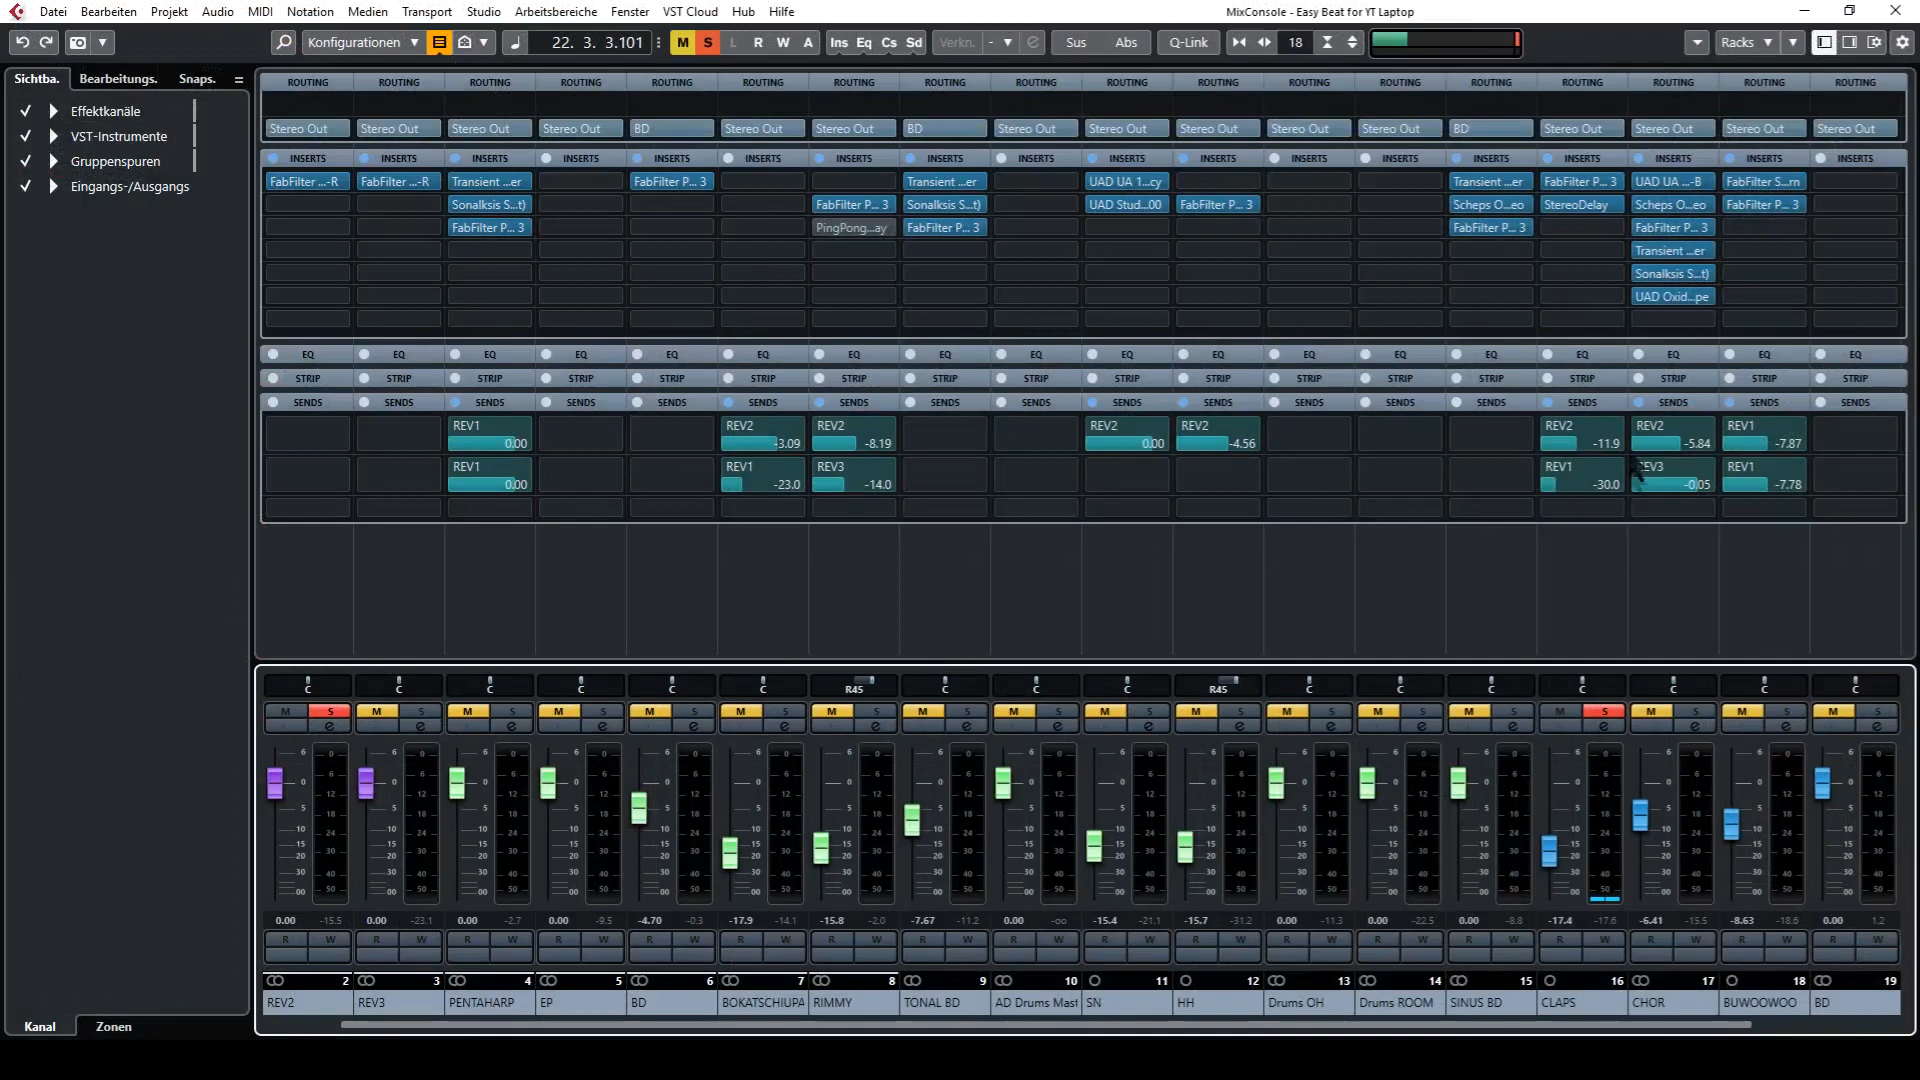 Datei Bearbeiten Projekt Audio MIDI Notation Medien Transport Studio Arbeitsbereiche Fenster VST Cloud Hub Hilfe MixConsole - Easy Beat for YT Laptop
Konfigurationen 22. 3. 3.101 M S L R W A Ins Eq Cs Sd Verkn. - Sus Abs Q-Link 18 Racks
Sichtba. Bearbeitungs. Snaps.
Effektkanäle
VST-Instrumente
Gruppenspuren
Eingangs-/Ausgangs
ROUTING ROUTING ROUTING ROUTING ROUTING ROUTING ROUTING ROUTING ROUTING ROUTING ROUTING ROUTING ROUTING ROUTING ROUTING ROUTING ROUTING ROUTING
Stereo Out Stereo Out Stereo Out Stereo Out BD Stereo Out Stereo Out BD Stereo Out Stereo Out Stereo Out Stereo Out Stereo Out BD Stereo Out Stereo Out Stereo Out Stereo Out
INSERTS INSERTS INSERTS INSERTS INSERTS INSERTS INSERTS INSERTS INSERTS INSERTS INSERTS INSERTS INSERTS INSERTS INSERTS INSERTS INSERTS INSERTS
FabFilter ...-R FabFilter ...-R Transient ...er FabFilter P... 3 Transient ...er UAD UA 1...cy Transient ...er FabFilter P... 3 UAD UA ...-B FabFilter S...rn
Sonalksis S...t) FabFilter P... 3 Sonalksis S...t) UAD Stud...00 FabFilter P... 3 Scheps O...eo StereoDelay Scheps O...eo FabFilter P... 3
FabFilter P... 3 PingPong...ay FabFilter P... 3 FabFilter P... 3 FabFilter P... 3
Transient ...er
Sonalksis S...t)
UAD Oxid...pe
EQ EQ EQ EQ EQ EQ EQ EQ EQ EQ EQ EQ EQ EQ EQ EQ EQ EQ
STRIP STRIP STRIP STRIP STRIP STRIP STRIP STRIP STRIP STRIP STRIP STRIP STRIP STRIP STRIP STRIP STRIP STRIP
SENDS SENDS SENDS SENDS SENDS SENDS SENDS SENDS SENDS SENDS SENDS SENDS SENDS SENDS SENDS SENDS SENDS SENDS
REV1 REV2 REV2 REV2 REV2 REV2 REV2 REV1
0.00 -3.09 -8.19 0.00 -4.56 -11.9 -5.84 -7.87
REV1 REV1 REV3 REV1 EV3 REV1
0.00 -23.0 -14.0 -30.0 -0.05 -7.78
C C C C C C R45 C C C R45 C C C C C C C
M S M S M S M S M S M S M S M S M S M S M S M S M S M S M S M S M S M S
0.00 -15.5 0.00 -23.1 0.00 -2.7 0.00 -9.5 -4.70 -0.3 -17.9 -14.1 -15.8 -2.0 -7.67 -11.2 0.00 -oo -15.4 -21.1 -15.7 -31.2 0.00 -11.3 0.00 -22.5 0.00 -8.8 -17.4 -17.6 -6.41 -15.5 -8.63 -18.6 0.00 1.2
R W R W R W R W R W R W R W R W R W R W R W R W R W R W R W R W R W R W
2 3 4 5 6 7 8 9 10 11 12 13 14 15 16 17 18 19
REV2 REV3 PENTAHARP EP BD BOKATSCHIUPA RIMMY TONAL BD AD Drums Mast SN HH Drums OH Drums ROOM SINUS BD CLAPS CHOR BUWOOWOO BD
Kanal Zonen